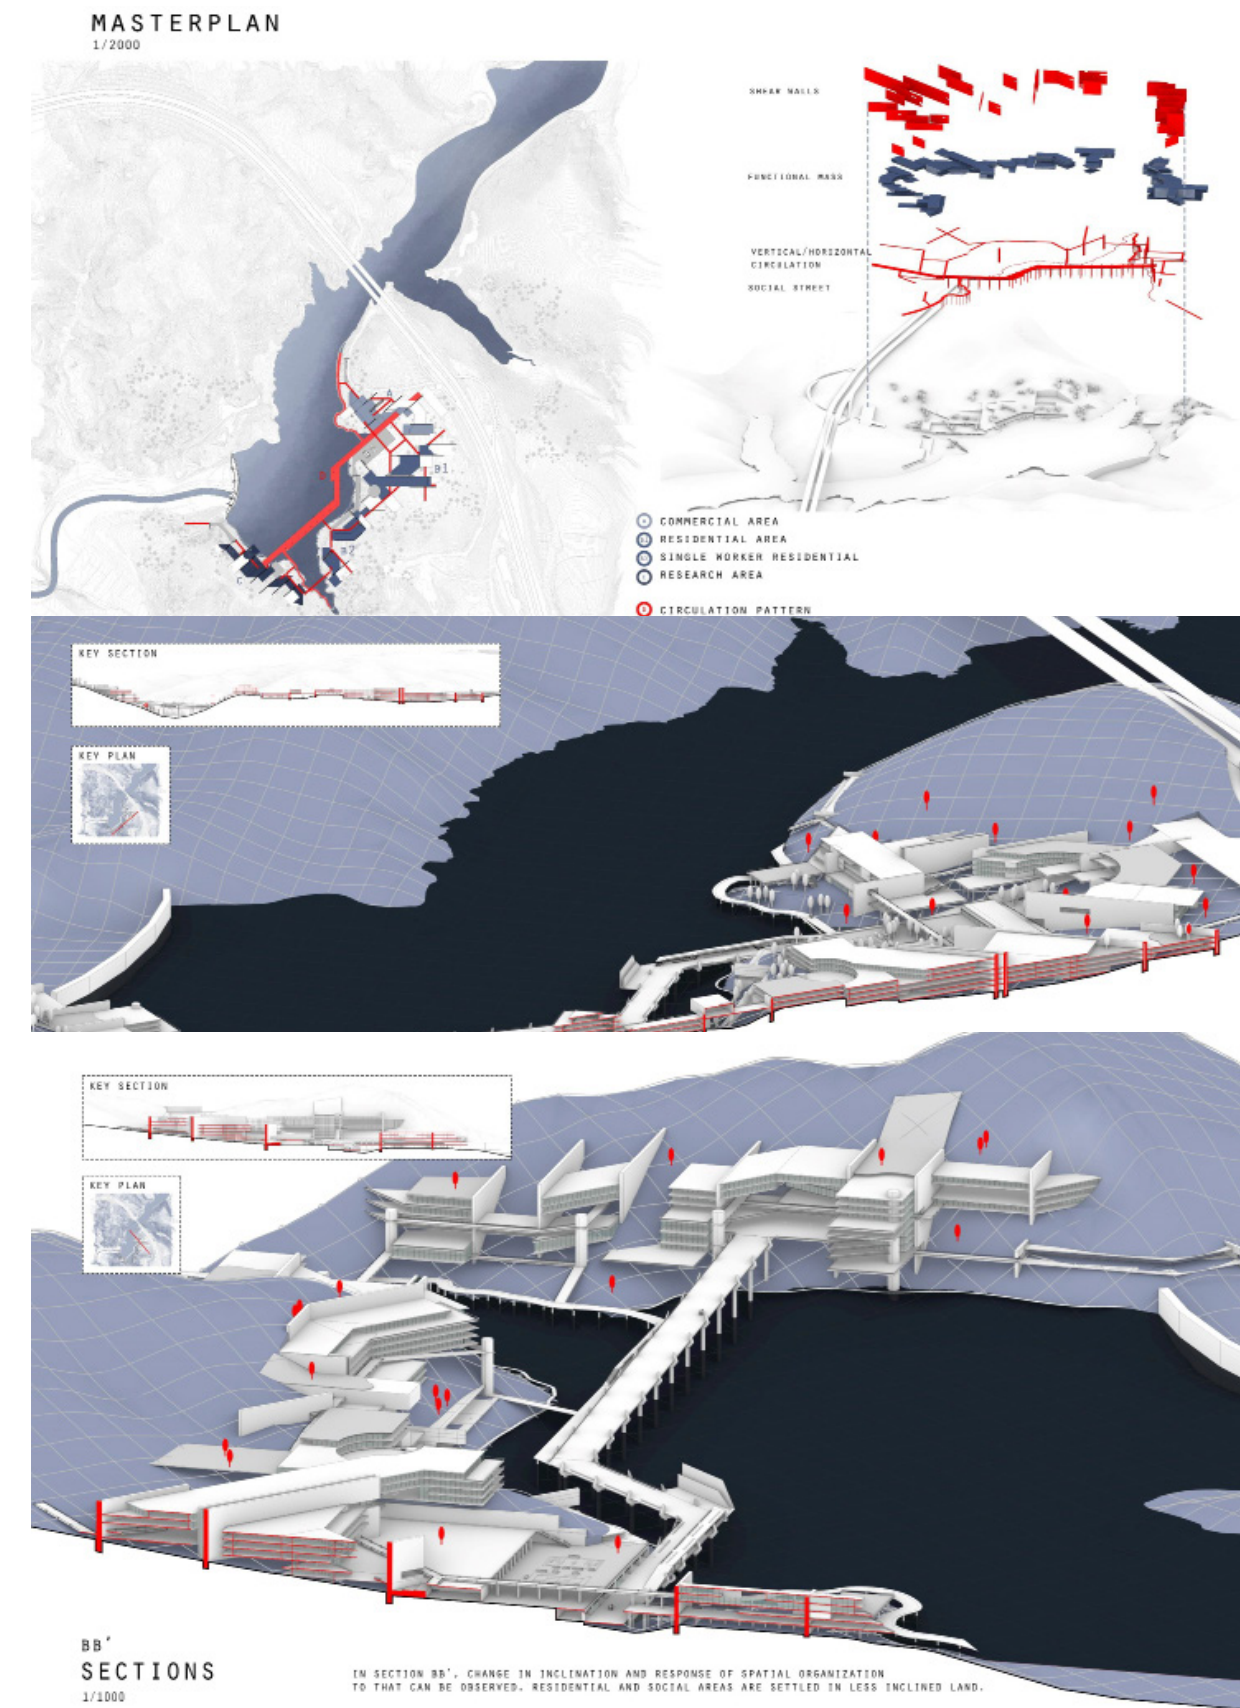 MASTERPLAN
1/2000
SHEAR WALLS
FUNCTIONAL MASS
VERTICAL/HORIZONTAL
CIRCULATION
SOCIAL STREET
A
B1
B2
C
COMMERCIAL AREA
RESIDENTIAL AREA
SINGLE WORKER RESIDENTIAL
RESEARCH AREA
CIRCULATION PATTERN
KEY SECTION
KEY PLAN
KEY SECTION
KEY PLAN
BB'
SECTIONS
1/1000
IN SECTION BB', CHANGE IN INCLINATION AND RESPONSE OF SPATIAL ORGANIZATION
TO THAT CAN BE OBSERVED. RESIDENTIAL AND SOCIAL AREAS ARE SETTLED IN LESS INCLINED LAND.